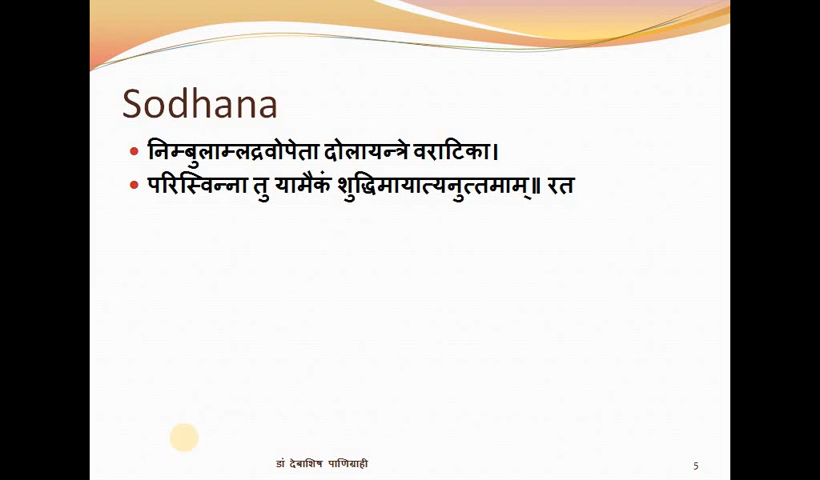 Sodhana
निम्बुलाम्लद्रवोपेता दोलायन्त्रे वराटिका।
परिस्विन्ना तु यामैकं शुद्धिमायात्यनुत्तमाम्॥ रत
डां देबाशिष पाणिग्राही
5